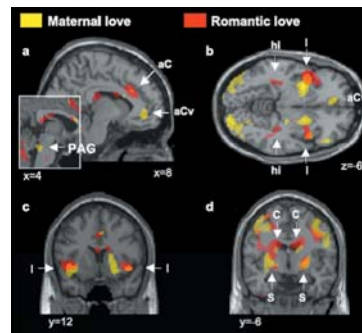 Maternal love
Romantic love
a
aC
aCv
PAG
x=4
x=8
b
hi
I
aC
hi
I
z=-6
c
I
I
y=12
d
C
C
S
S
y=-6